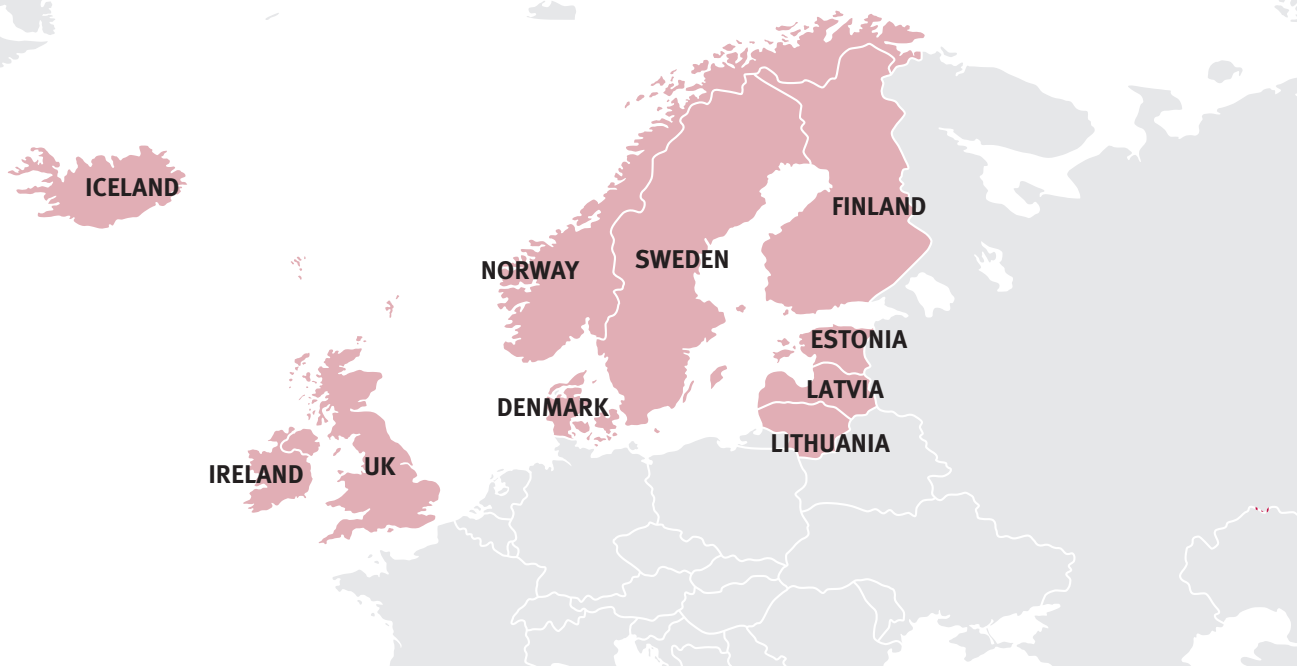 ICELAND
FINLAND
SWEDEN
NORWAY
ESTONIA
LATVIA
DENMARK
LITHUANIA
UK
IRELAND